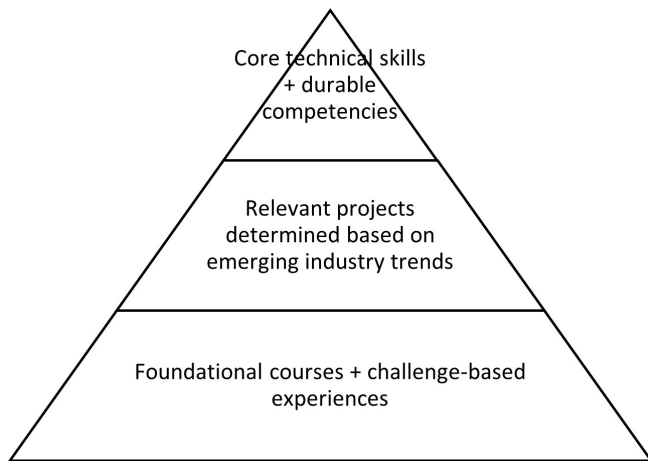 Core technical skills
+ durable
competencies
Relevant projects
determined based on
emerging industry trends
Foundational courses + challenge-based
experiences